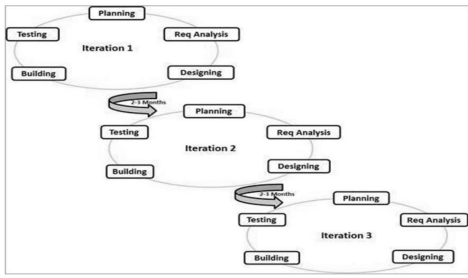 Planning
Testing
Req Analysis
Iteration 1
Building
Designing
2-3 Months
Planning
Testing
Req Analysis
Iteration 2
Building
Designing
2-3 Months
Planning
Testing
Req Analysis
Iteration 3
Building
Designing